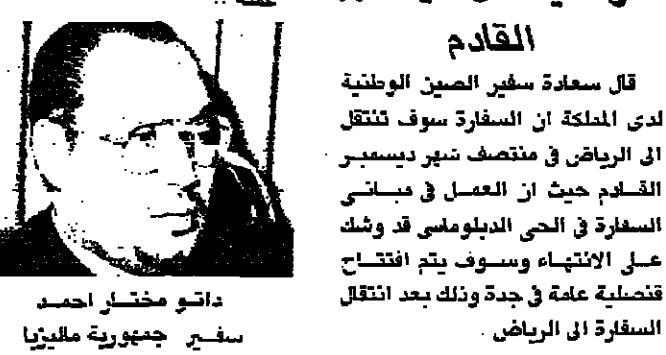 القادم
قال سعادة سفير الصين الوطنية
لدى المملكة ان السفارة سوف تنتقل
الى الرياض في منتصف شهر ديسمبر
القادم حيث ان العمل في مباني
السفارة في الحى الدبلوماسي قد وشك
على الانتهاء وسوف يتم افتتاح
قنصلية عامة في جدة وذلك بعد انتقال
السفارة الى الرياض .
داتو مختار احمد
سفير جمهورية ماليزيا